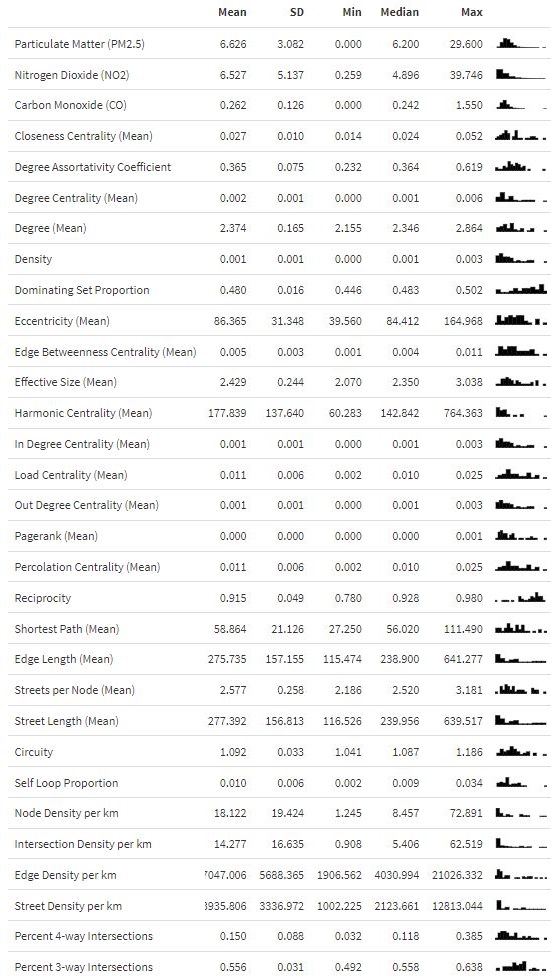 Mean SD Min Median Max
Particulate Matter (PM2.5) 6.626 3.082 0.000 6.200 29.600
Nitrogen Dioxide (NO2) 6.527 5.137 0.259 4.896 39.746
Carbon Monoxide (CO) 0.262 0.126 0.000 0.242 1.550
Closeness Centrality (Mean) 0.027 0.010 0.014 0.024 0.052
Degree Assortativity Coefficient 0.365 0.075 0.232 0.364 0.619
Degree Centrality (Mean) 0.002 0.001 0.000 0.001 0.006
Degree (Mean) 2.374 0.165 2.155 2.346 2.864
Density 0.001 0.001 0.000 0.001 0.003
Dominating Set Proportion 0.480 0.016 0.446 0.483 0.502
Eccentricity (Mean) 86.365 31.348 39.560 84.412 164.968
Edge Betweenness Centrality (Mean) 0.005 0.003 0.001 0.004 0.011
Effective Size (Mean) 2.429 0.244 2.070 2.350 3.038
Harmonic Centrality (Mean) 177.839 137.640 60.283 142.842 764.363
In Degree Centrality (Mean) 0.001 0.001 0.000 0.001 0.003
Load Centrality (Mean) 0.011 0.006 0.002 0.010 0.025
Out Degree Centrality (Mean) 0.001 0.001 0.000 0.001 0.003
Pagerank (Mean) 0.000 0.000 0.000 0.000 0.001
Percolation Centrality (Mean) 0.011 0.006 0.002 0.010 0.025
Reciprocity 0.915 0.049 0.780 0.928 0.980
Shortest Path (Mean) 58.864 21.126 27.250 56.020 111.490
Edge Length (Mean) 275.735 157.155 115.474 238.900 641.277
Streets per Node (Mean) 2.577 0.258 2.186 2.520 3.181
Street Length (Mean) 277.392 156.813 116.526 239.956 639.517
Circuity 1.092 0.033 1.041 1.087 1.186
Self Loop Proportion 0.010 0.006 0.002 0.009 0.034
Node Density per km 18.122 19.424 1.245 8.457 72.891
Intersection Density per km 14.277 16.635 0.908 5.406 62.519
Edge Density per km 7047.006 5688.365 1906.562 4030.994 21026.332
Street Density per km 3935.806 3336.972 1002.225 2123.661 12813.044
Percent 4-way Intersections 0.150 0.088 0.032 0.118 0.385
Percent 3-way Intersections 0.556 0.031 0.492 0.558 0.638